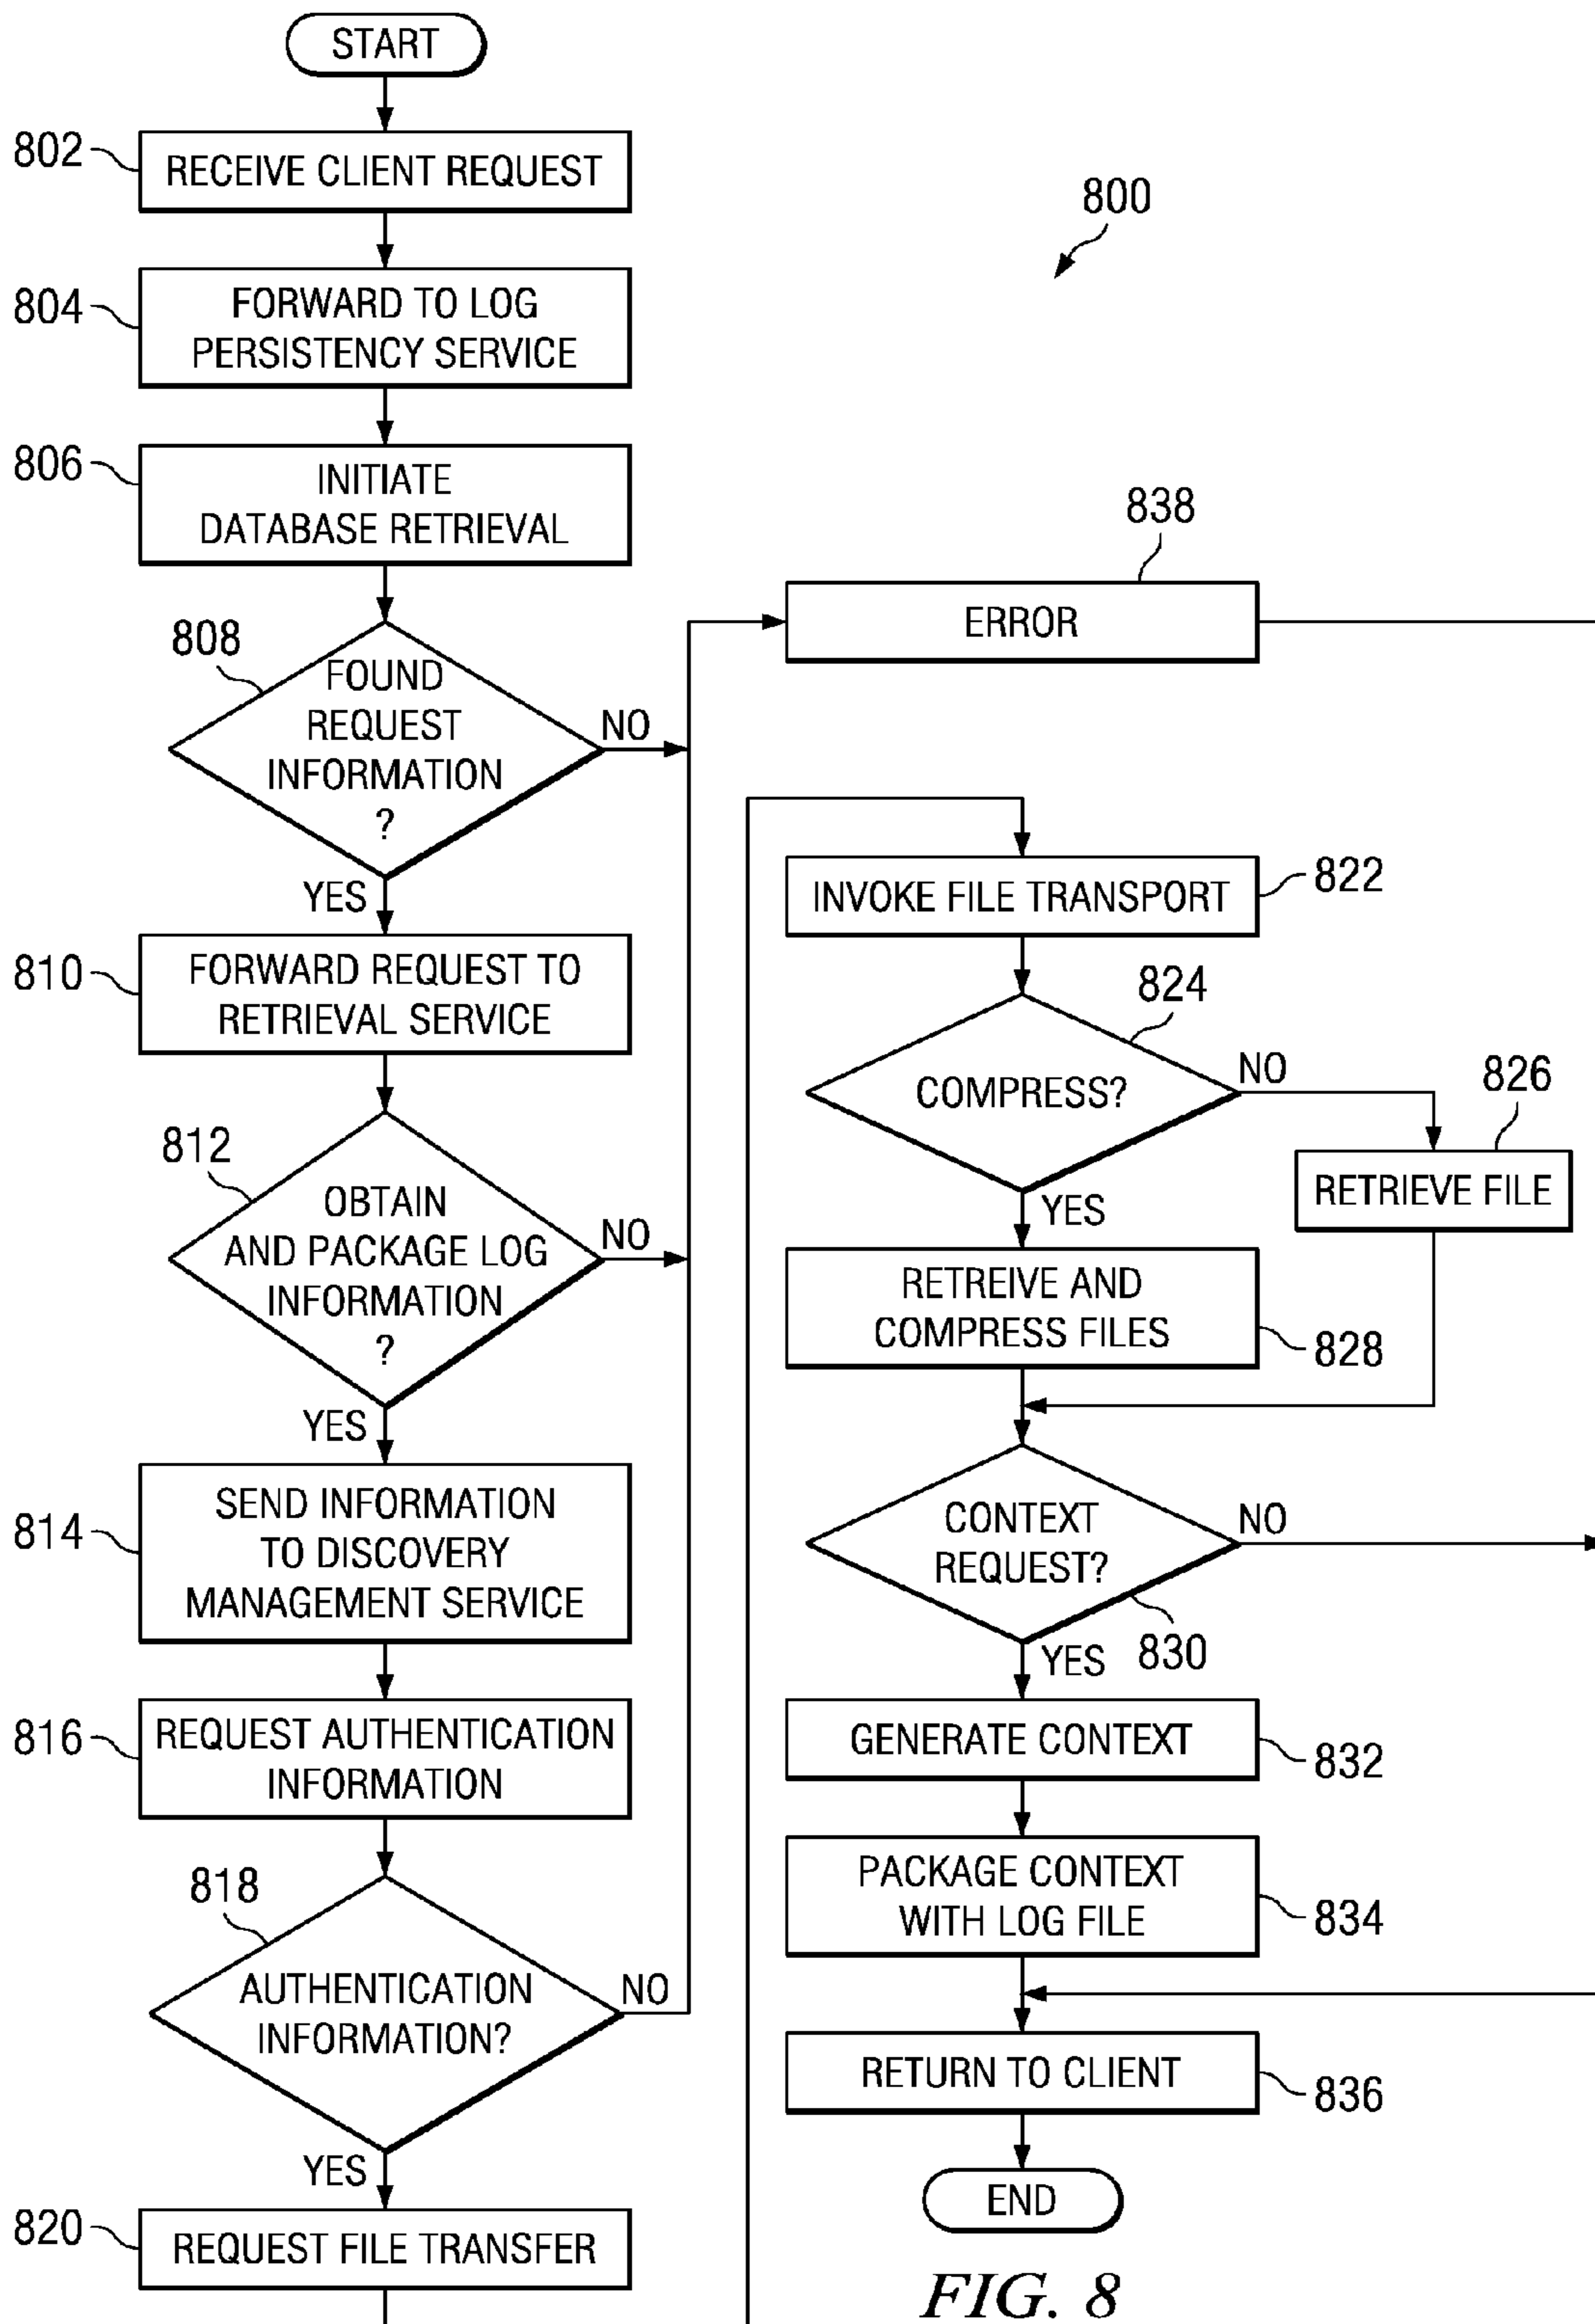 START
802
RECEIVE CLIENT REQUEST
800
804
FORWARD TO LOG
PERSISTENCY SERVICE
806
INITIATE
DATABASE RETRIEVAL
808
FOUND
REQUEST
INFORMATION
?
NO
YES
810
FORWARD REQUEST TO
RETRIEVAL SERVICE
812
OBTAIN
AND PACKAGE LOG
INFORMATION
?
NO
YES
814
SEND INFORMATION
TO DISCOVERY
MANAGEMENT SERVICE
816
REQUEST AUTHENTICATION
INFORMATION
818
AUTHENTICATION
INFORMATION?
NO
YES
820
REQUEST FILE TRANSFER
838
ERROR
INVOKE FILE TRANSPORT
822
824
COMPRESS?
NO
826
RETRIEVE FILE
YES
RETREIVE AND
COMPRESS FILES
828
CONTEXT
REQUEST?
NO
830
YES
GENERATE CONTEXT
832
PACKAGE CONTEXT
WITH LOG FILE
834
RETURN TO CLIENT
836
END
FIG. 8